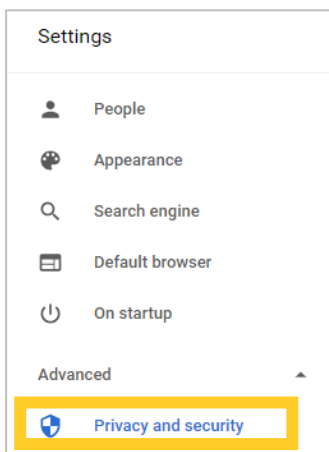 Settings
People
Appearance
Search engine
Default browser
On startup
Advanced
Privacy and security